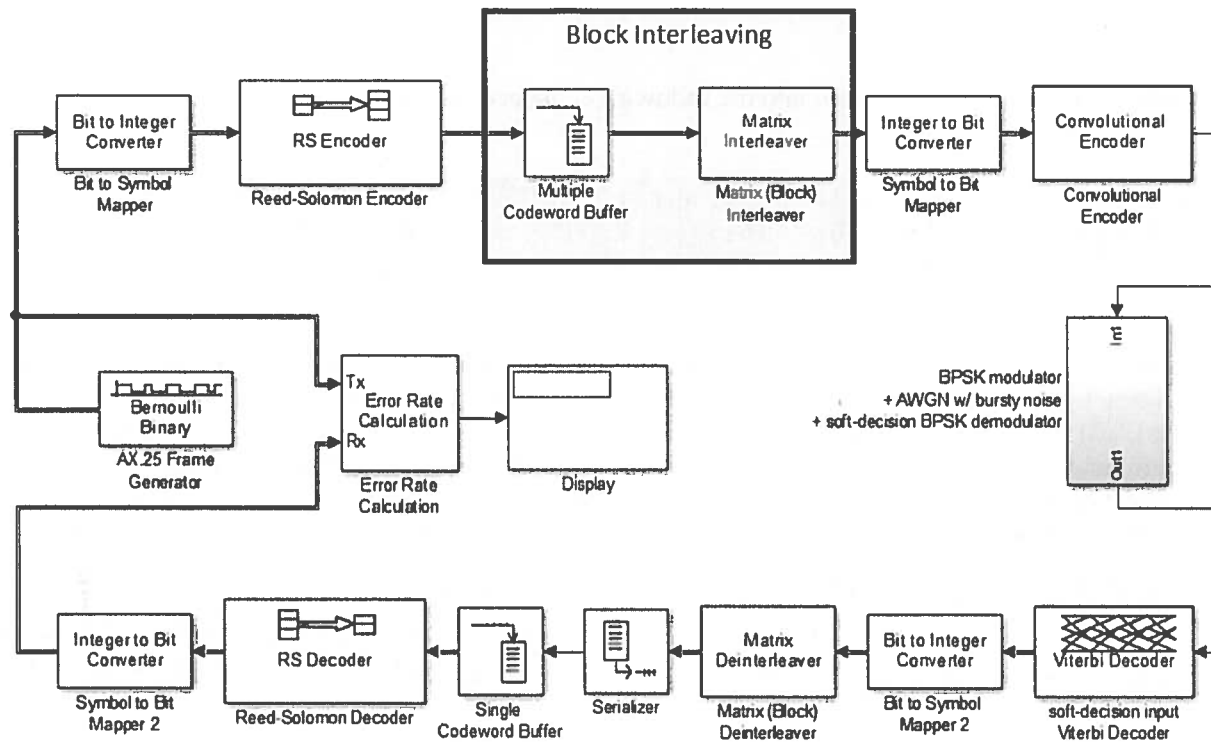 Block Interleaving
Bit to Integer
Converter
Bit to Symbol
Mapper
RS Encoder
Reed-Solomon Encoder
Multiple
Codeword Buffer
Matrix
Interleaver
Matrix (Block)
Interleaver
Integer to Bit
Converter
Symbol to Bit
Mapper
Convolutional
Encoder
Convolutional
Encoder
Bernoulli
Binary
AX.25 Frame
Generator
Tx
Error Rate
Calculation
Rx
Error Rate
Calculation
Display
In1
BPSK modulator
+ AWGN w/ bursty noise
+ soft-decision BPSK demodulator
Out1
Integer to Bit
Converter
Symbol to Bit
Mapper 2
RS Decoder
Reed-Solomon Decoder
Single
Codeword Buffer
Serializer
Matrix
Deinterleaver
Matrix (Block)
Deinterleaver
Bit to Integer
Converter
Bit to Symbol
Mapper 2
Viterbi Decoder
soft-decision input
Viterbi Decoder